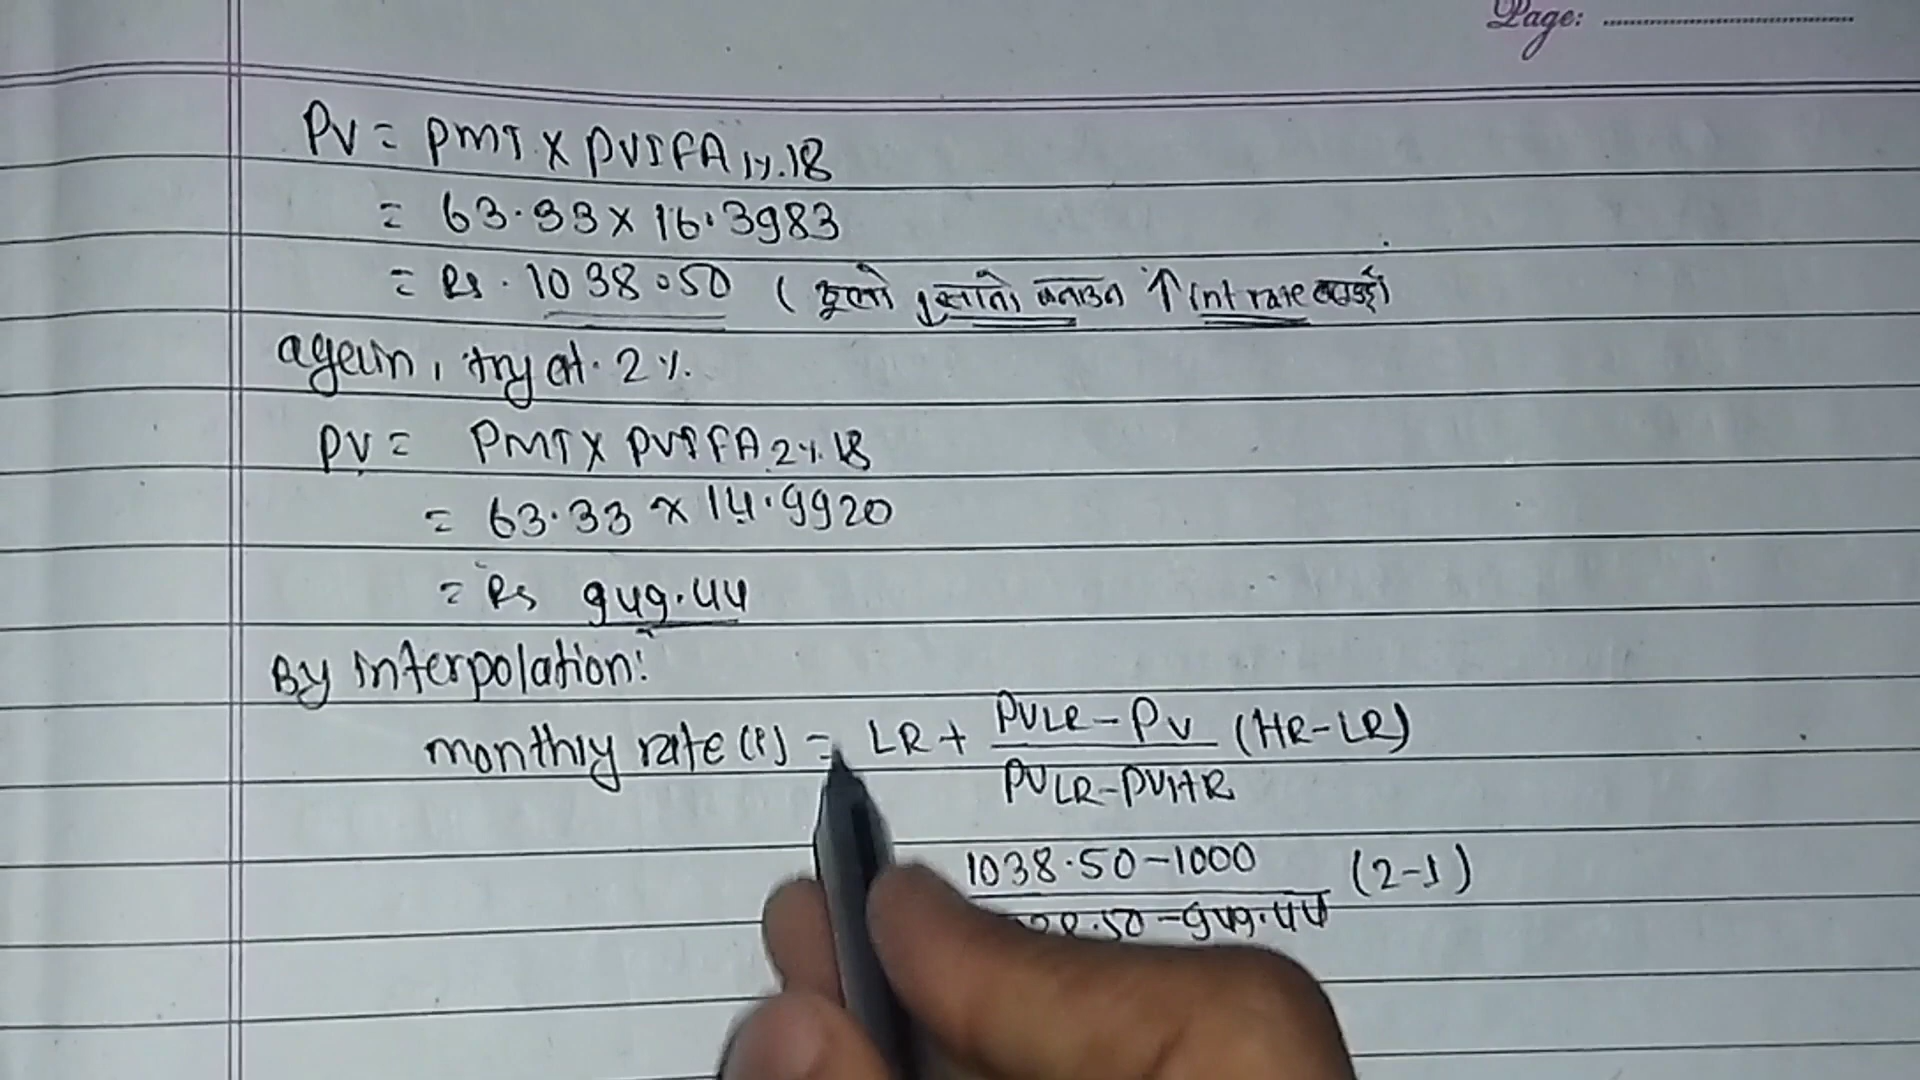 Page:
PV = PMT x PVIFA 1%.18
= 63.33 x 16.3983
= Rs. 1038.50 ( ↑ int rate
again, try at. 2%.
PV = PMT x PVIFA 2%.18
= 63.33 x 14.9920
= Rs 949.44
By interpolation:
monthly rate (i) = LR + PVLR - PV (HR-LR)
PVLR-PVHR
1038.50-1000 (2-1)
38.50-949.44